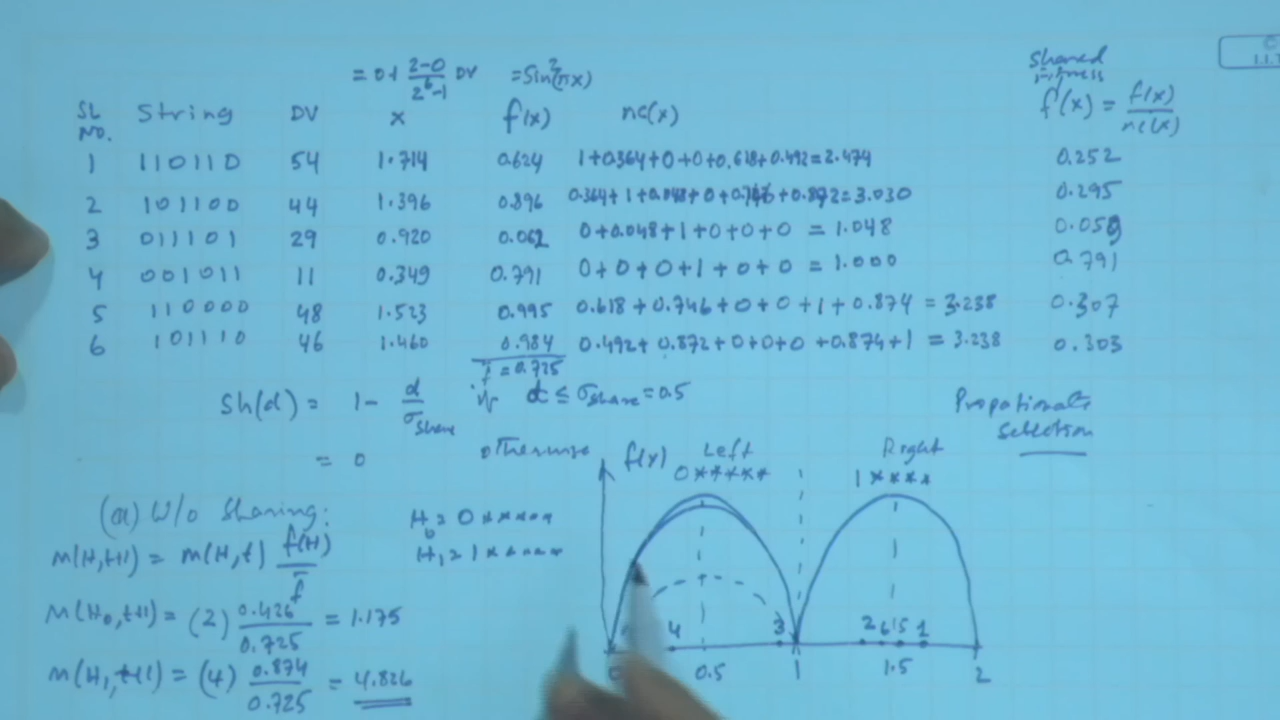 = 0+ (2-0)/(2^6-1) DV = Sin²(πx) Shared fitness
SL NO. String DV x f(x) nc(x) f'(x) = f(x)/nc(x)
1 110110 54 1.714 0.624 1+0.364+0+0+0.618+0.492=2.474 0.252
2 101100 44 1.396 0.896 0.364+1+0.048+0+0.746+0.872=3.030 0.295
3 011101 29 0.920 0.062 0+0.048+1+0+0+0 = 1.048 0.059
4 001011 11 0.349 0.791 0+0+0+1+0+0 = 1.000 0.791
5 110000 48 1.523 0.995 0.618+0.746+0+0+1+0.874 = 3.238 0.307
6 101110 46 1.460 0.984 0.492+0.872+0+0+0+0.874+1 = 3.238 0.303
f̄ = 0.725
Sh(d) = 1 - d/σshare if d ≤ σshare = 0.5
= 0 otherwise
Propotionate selection
(a) W/o Sharing:
m(H,t+1) = m(H,t) f(H)/f̄
H0 = 0*****
H1 = 1*****
m(H0,t+1) = (2) 0.426/0.725 = 1.175
m(H1,t+1) = (4) 0.874/0.725 = 4.826
f(x) Left Right
0***** 1****
4 3 2 6 5 1
0 0.5 1 1.5 2